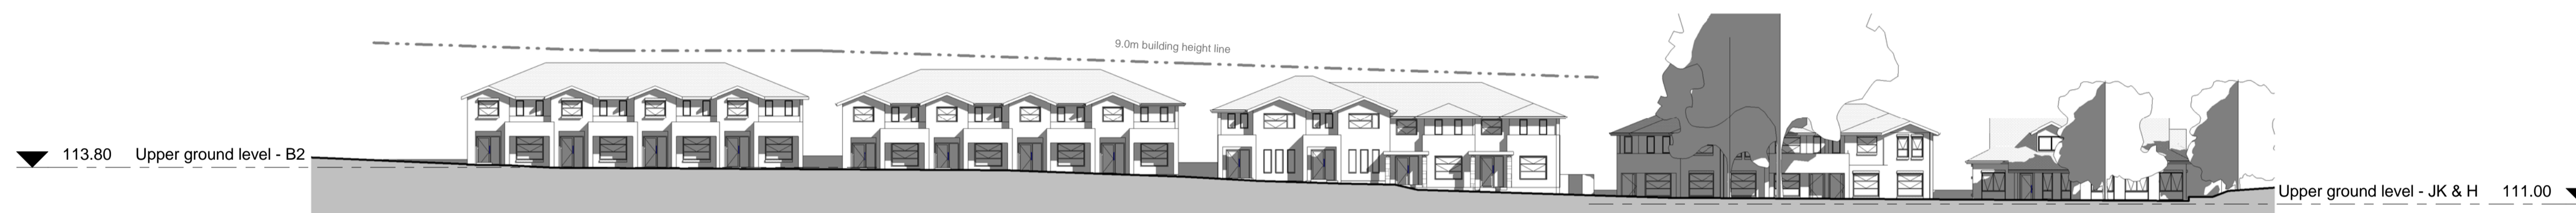 9.0m building height line
113.80 Upper ground level - B2
Upper ground level - JK & H 111.00